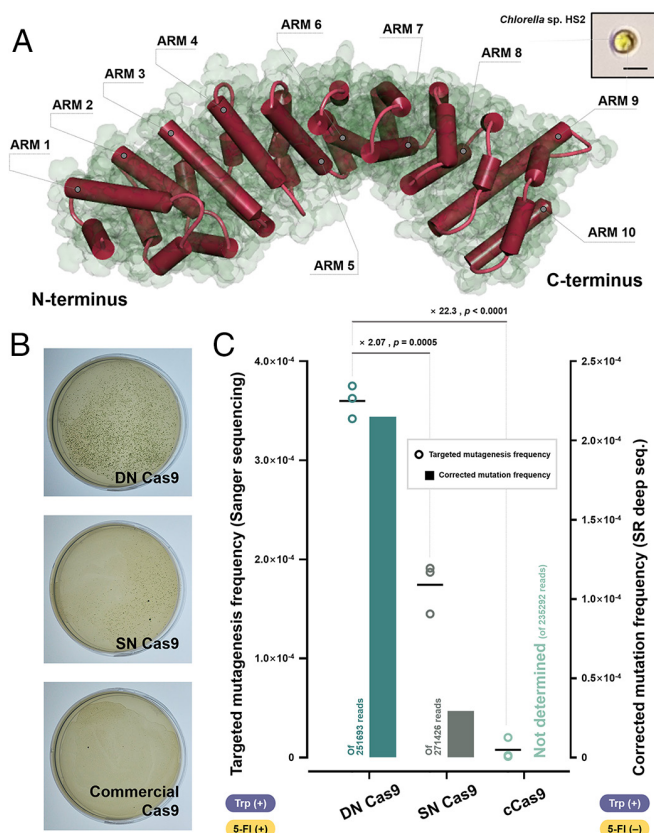 A
Chlorella sp. HS2
ARM 6
ARM 4
ARM 7
ARM 3
ARM 8
ARM 2
ARM 9
ARM 1
ARM 10
ARM 5
N-terminus
C-terminus
B
DN Cas9
SN Cas9
Commercial
Cas9
C
× 22.3 , p < 0.0001
× 2.07 , p = 0.0005
Targeted mutagenesis frequency (Sanger sequencing)
4.0×10⁻⁴
3.0×10⁻⁴
2.0×10⁻⁴
1.0×10⁻⁴
0
Targeted mutagenesis frequency
Corrected mutation frequency
Of
251693 reads
Of
271426 reads
Not determined (of 235292 reads)
2.5×10⁻⁴
2.0×10⁻⁴
1.5×10⁻⁴
1.0×10⁻⁴
0.5×10⁻⁴
0
Corrected mutation frequency (SR deep seq.)
DN Cas9
SN Cas9
cCas9
Trp (+)
5-FI (+)
Trp (+)
5-FI (–)